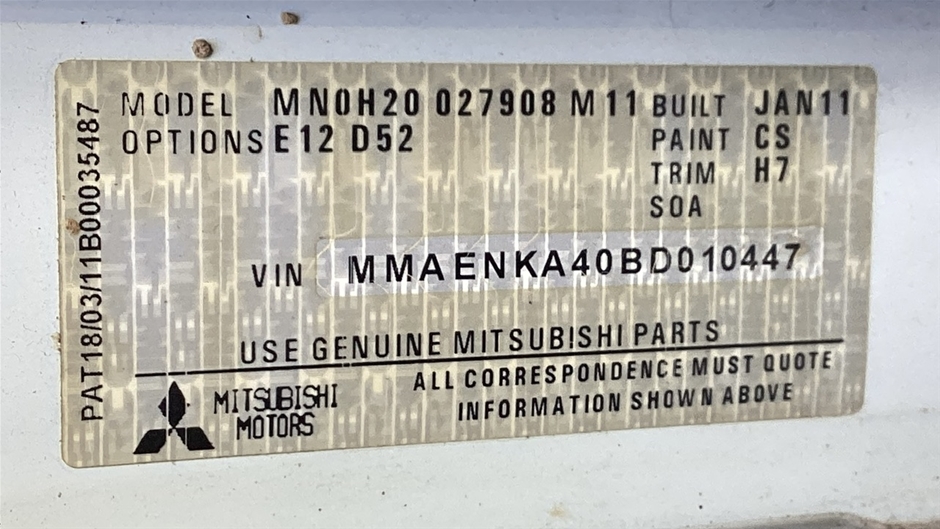 MODEL MN0H20 027908 M11 BUILT JAN11
OPTIONS E12 D52 PAINT CS
TRIM H7
SOA
VIN MMAENKA40BD010447
USE GENUINE MITSUBISHI PARTS
MITSUBISHI MOTORS
ALL CORRESPONDENCE MUST QUOTE
INFORMATION SHOWN ABOVE
PAT18/03/11B00035487